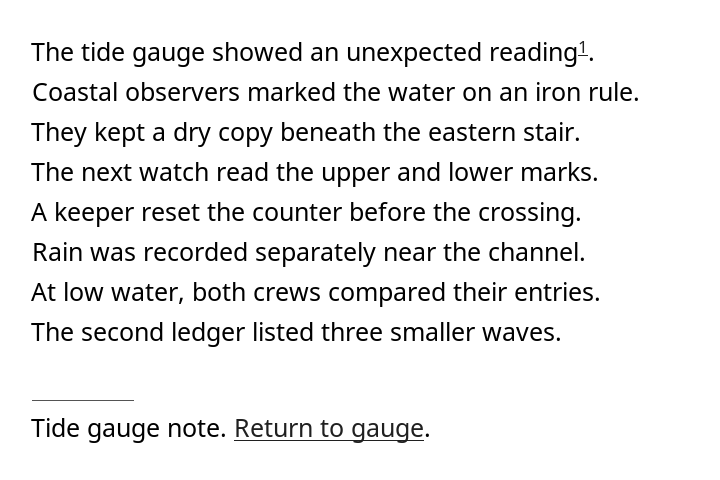 The tide gauge showed an unexpected reading¹.
Coastal observers marked the water on an iron rule.
They kept a dry copy beneath the eastern stair.
The next watch read the upper and lower marks.
A keeper reset the counter before the crossing.
Rain was recorded separately near the channel.
At low water, both crews compared their entries.
The second ledger listed three smaller waves.
Tide gauge note. Return to gauge.